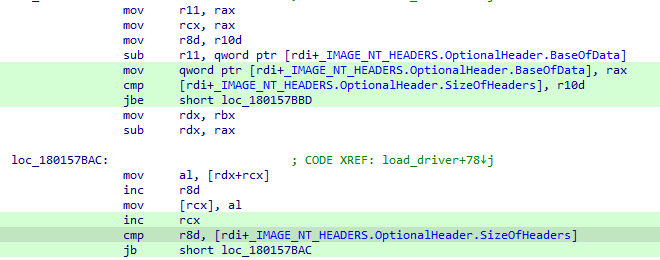 mov r11, rax
mov rcx, rax
mov r8d, r10d
sub r11, qword ptr [rdi+_IMAGE_NT_HEADERS.OptionalHeader.BaseOfData]
mov qword ptr [rdi+_IMAGE_NT_HEADERS.OptionalHeader.BaseOfData], rax
cmp [rdi+_IMAGE_NT_HEADERS.OptionalHeader.SizeOfHeaders], r10d
jbe short loc_180157BBD
mov rdx, rbx
sub rdx, rax
loc_180157BAC: ; CODE XREF: load_driver+78↓j
mov al, [rdx+rcx]
inc r8d
mov [rcx], al
inc rcx
cmp r8d, [rdi+_IMAGE_NT_HEADERS.OptionalHeader.SizeOfHeaders]
jb short loc_180157BAC